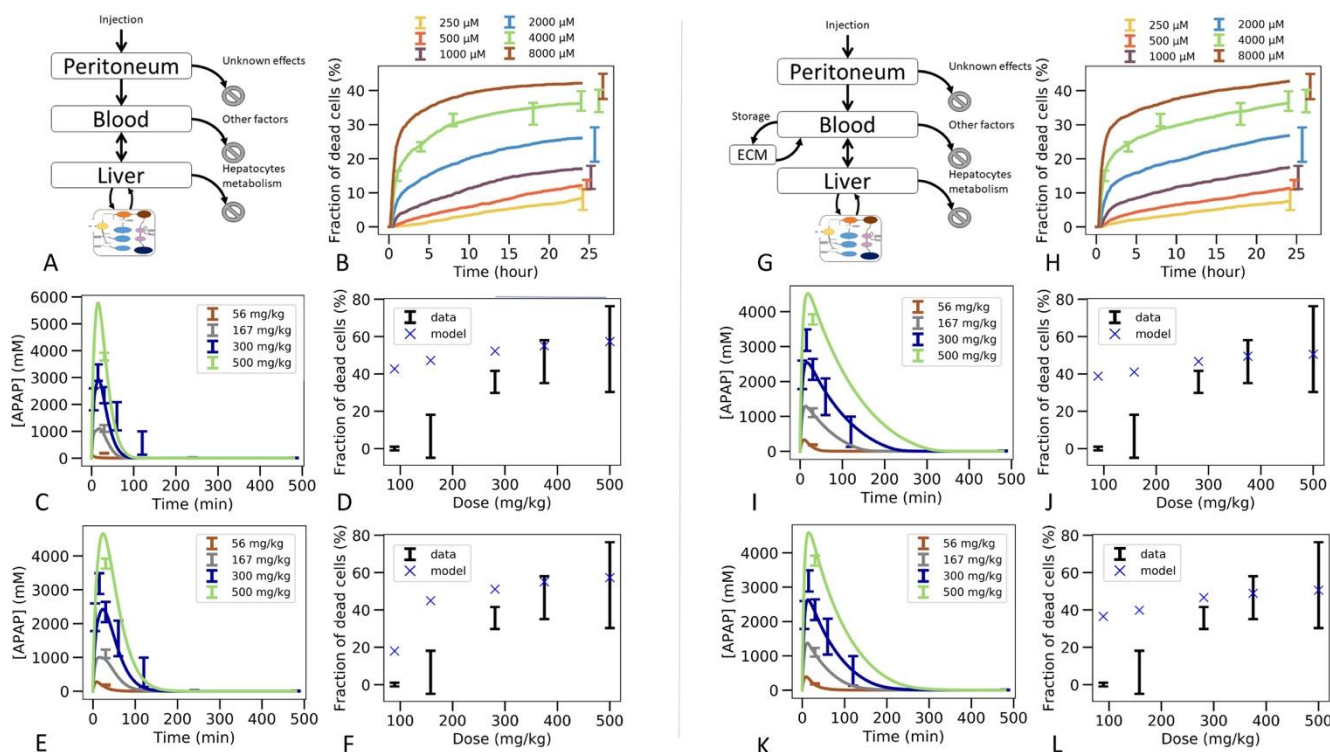 Injection
Peritoneum
Unknown effects
Blood
Other factors
Liver
Hepatocytes
metabolism
A
250 μM
500 μM
1000 μM
2000 μM
4000 μM
8000 μM
Fraction of dead cells (%)
40
30
20
10
0
0 5 10 15 20 25
Time (hour)
B
Injection
Peritoneum
Unknown effects
Storage
Blood
Other factors
ECM
Liver
Hepatocytes
metabolism
G
250 μM
500 μM
1000 μM
2000 μM
4000 μM
8000 μM
Fraction of dead cells (%)
40
30
20
10
0
0 5 10 15 20 25
Time (hour)
H
[APAP] (mM)
6000
5000
4000
3000
2000
1000
0
56 mg/kg
167 mg/kg
300 mg/kg
500 mg/kg
0 100 200 300 400 500
Time (min)
C
Fraction of dead cells (%)
80
60
40
20
0
data
model
100 200 300 400 500
Dose (mg/kg)
D
[APAP] (mM)
4000
3000
2000
1000
0
56 mg/kg
167 mg/kg
300 mg/kg
500 mg/kg
0 100 200 300 400 500
Time (min)
I
Fraction of dead cells (%)
80
60
40
20
0
data
model
100 200 300 400 500
Dose (mg/kg)
J
[APAP] (mM)
4000
3000
2000
1000
0
56 mg/kg
167 mg/kg
300 mg/kg
500 mg/kg
0 100 200 300 400 500
Time (min)
E
Fraction of dead cells (%)
80
60
40
20
0
data
model
100 200 300 400 500
Dose (mg/kg)
F
[APAP] (mM)
4000
3000
2000
1000
0
56 mg/kg
167 mg/kg
300 mg/kg
500 mg/kg
0 100 200 300 400 500
Time (min)
K
Fraction of dead cells (%)
80
60
40
20
0
data
model
100 200 300 400 500
Dose (mg/kg)
L